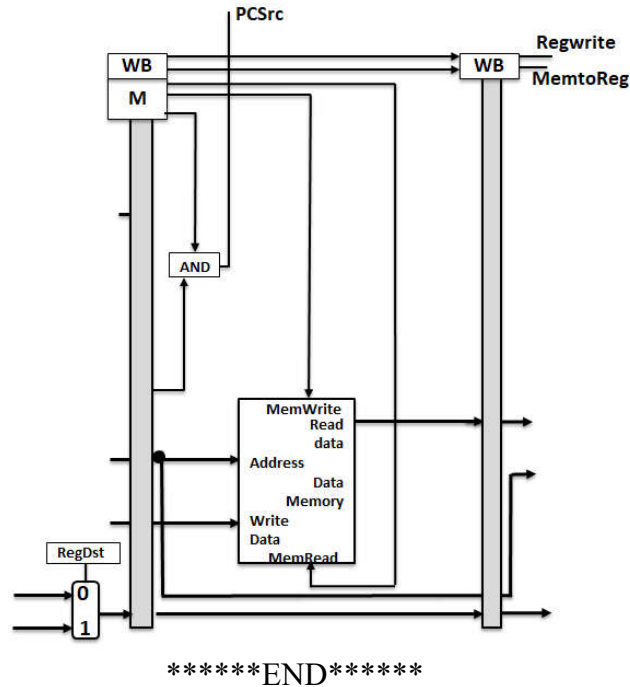 PCSrc
Regwrite
WB
WB
MemtoReg
M
AND
MemWrite
Read
data
Address
Data
Memory
Write
Data
MemRead
RegDst
0
1
******END******